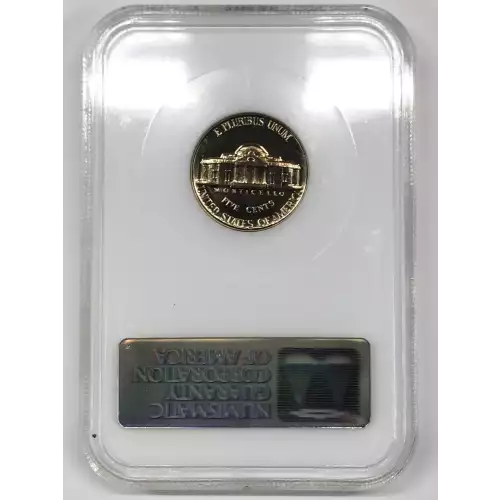 E PLURIBUS UNUM
MONTICELLO
FIVE CENTS
UNITED STATES OF AMERICA
NUMISMATIC
GUARANTY
CORPORATION
OF AMERICA